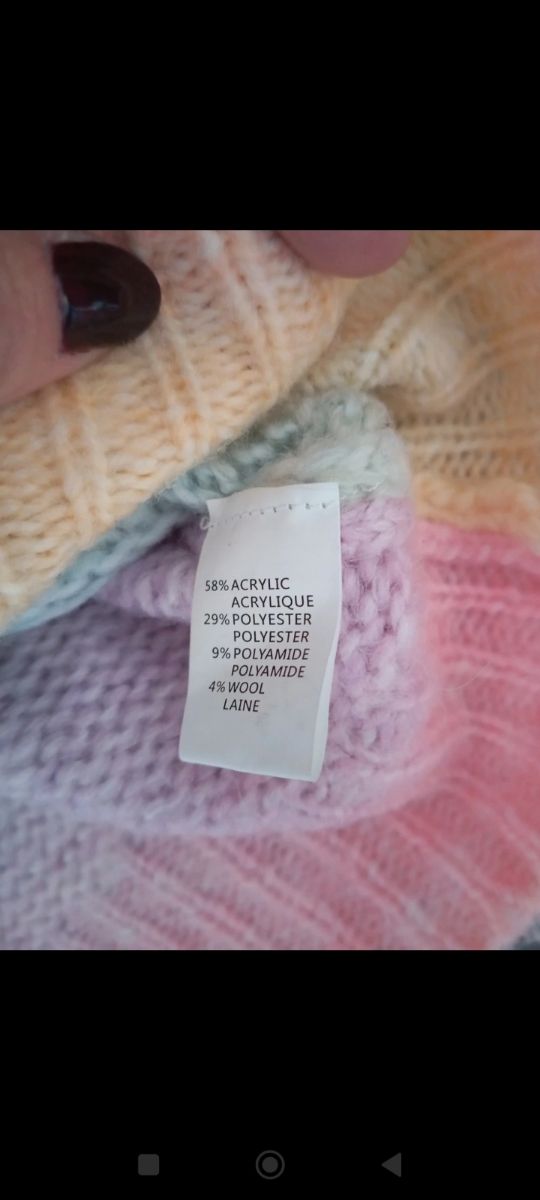 58% ACRYLIC
ACRYLIQUE
29% POLYESTER
POLYESTER
9% POLYAMIDE
POLYAMIDE
4% WOOL
LAINE